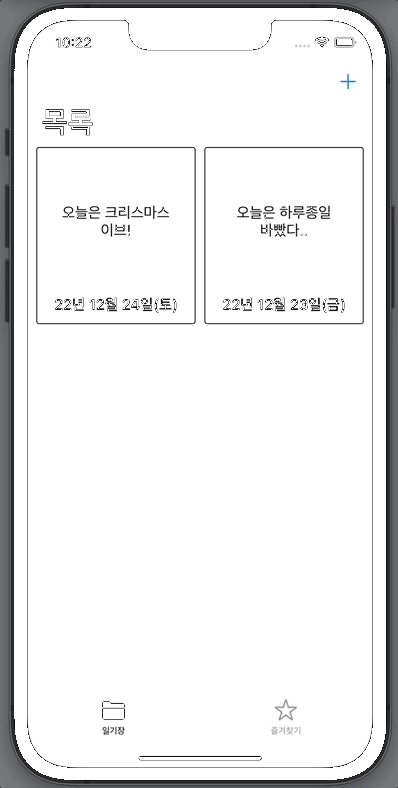 10:22
목록
오늘은 크리스마스
이브!
22년 12월 24일(토)
오늘은 하루종일
바빴다..
22년 12월 23일(금)
일기장
즐겨찾기